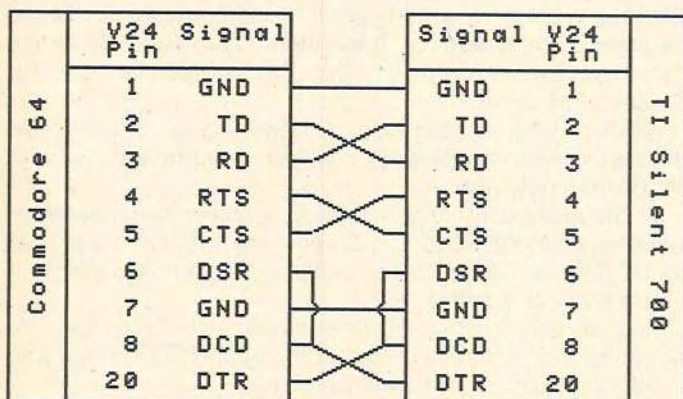 V24 Signal Signal V24
Pin Pin
1 GND GND 1
2 TD TD 2
3 RD RD 3
4 RTS RTS 4
5 CTS CTS 5
6 DSR DSR 6
7 GND GND 7
8 DCD DCD 8
20 DTR DTR 20
Commodore 64
TI Silent 700